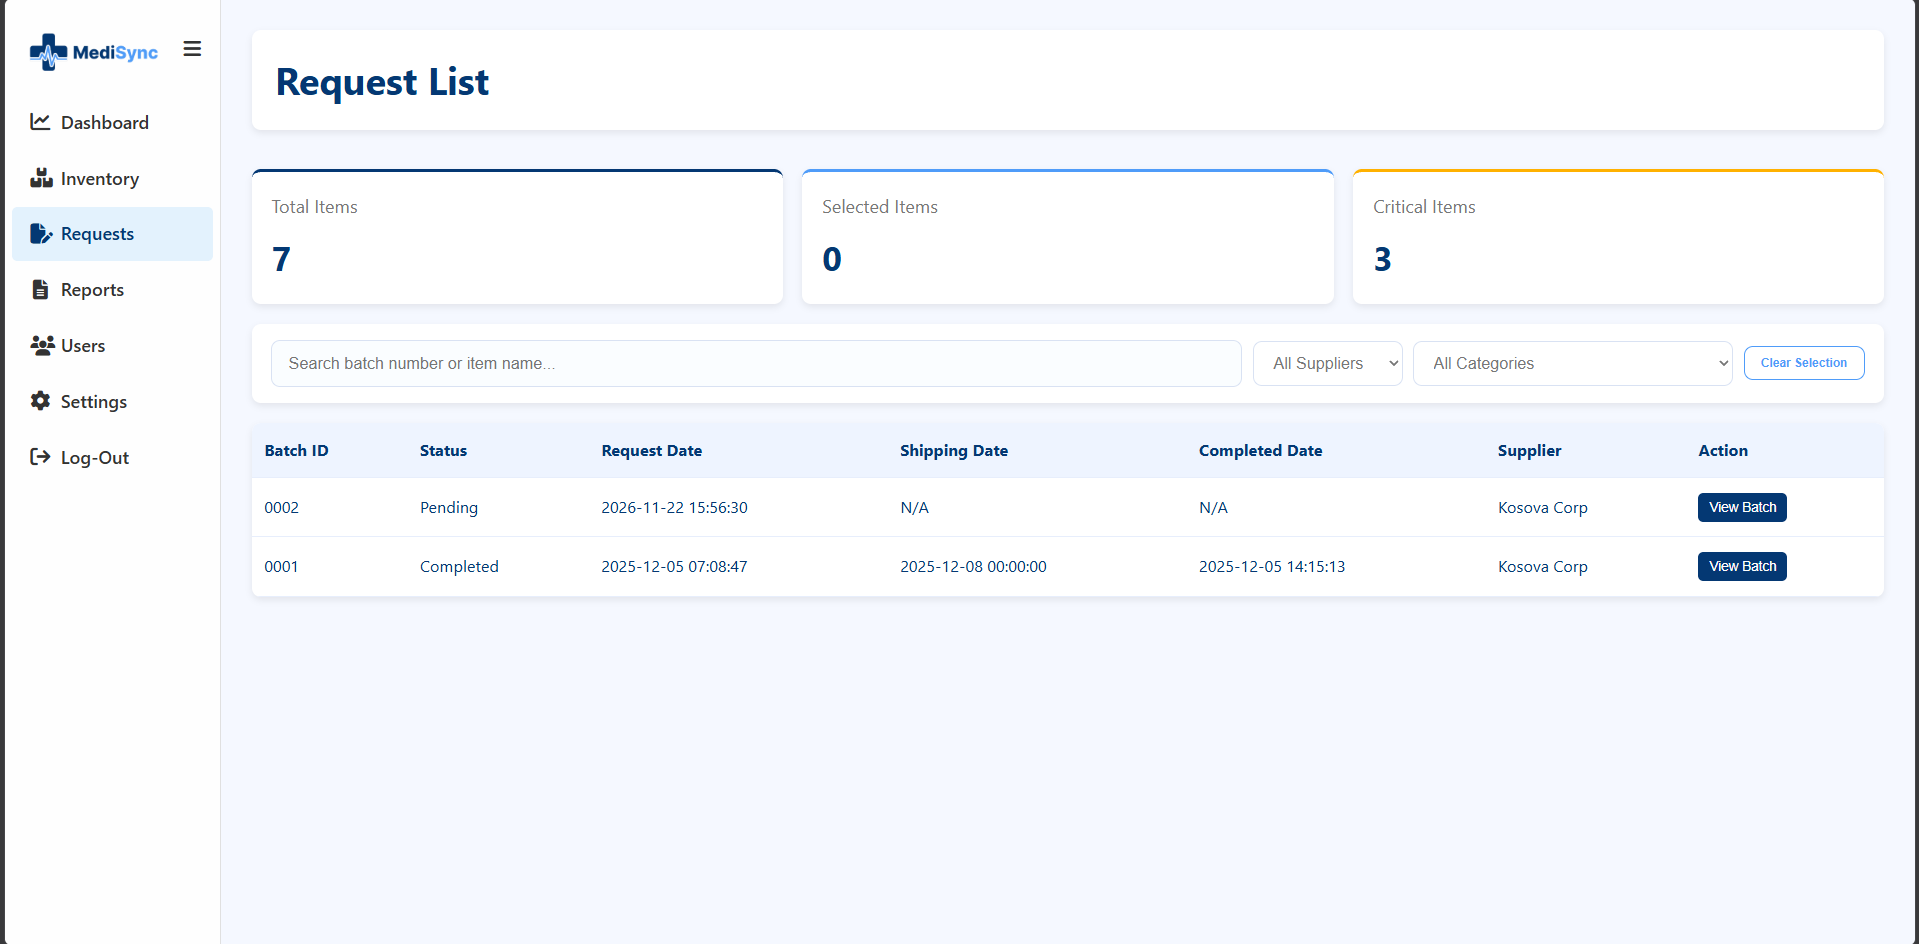 MediSync
Dashboard
Inventory
Requests
Reports
Users
Settings
Log-Out
Request List
Total Items
7
Selected Items
0
Critical Items
3
Search batch number or item name...
All Suppliers
All Categories
Clear Selection
Batch ID Status Request Date Shipping Date Completed Date Supplier Action
0002 Pending 2026-11-22 15:56:30 N/A N/A Kosova Corp View Batch
0001 Completed 2025-12-05 07:08:47 2025-12-08 00:00:00 2025-12-05 14:15:13 Kosova Corp View Batch